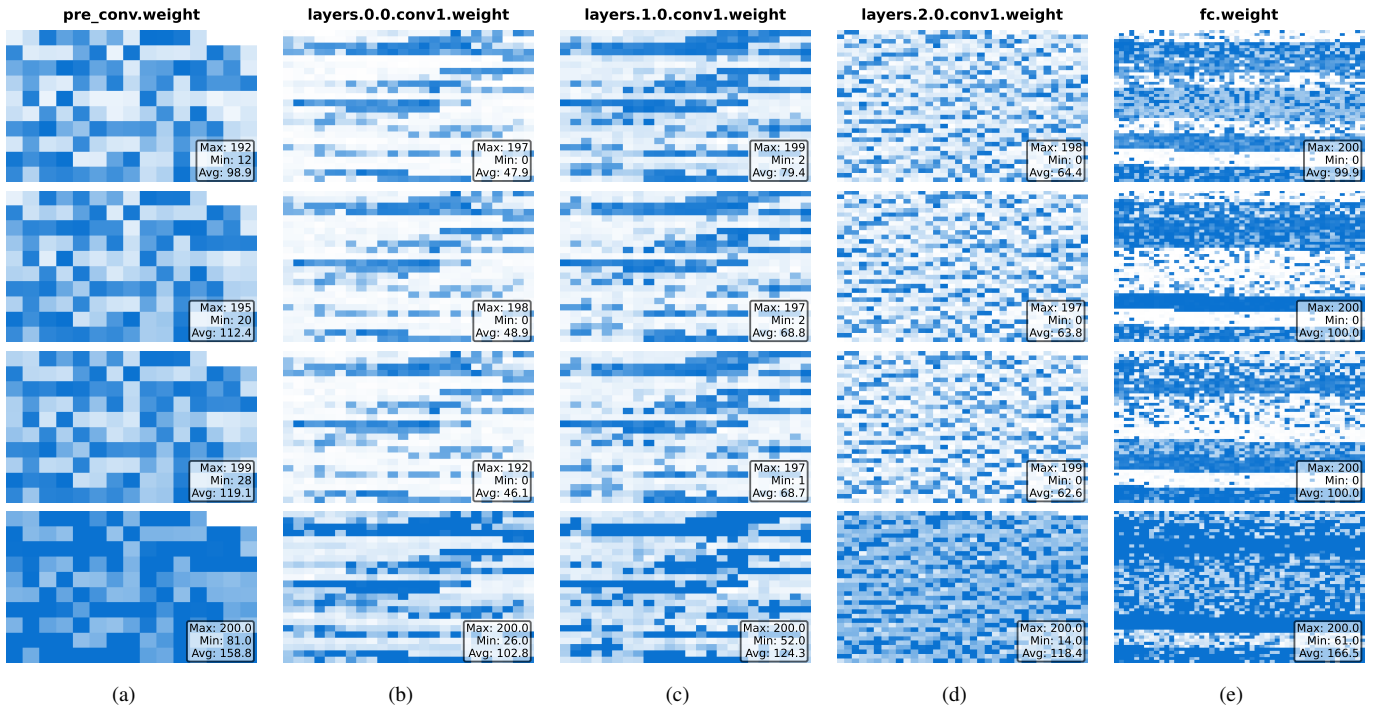 pre_conv.weight
layers.0.0.conv1.weight
layers.1.0.conv1.weight
layers.2.0.conv1.weight
fc.weight
Max: 192
Min: 12
Avg: 98.9
Max: 197
Min: 0
Avg: 47.9
Max: 199
Min: 2
Avg: 79.4
Max: 198
Min: 0
Avg: 64.4
Max: 200
Min: 0
Avg: 99.9
Max: 195
Min: 20
Avg: 112.4
Max: 198
Min: 0
Avg: 48.9
Max: 197
Min: 2
Avg: 68.8
Max: 197
Min: 0
Avg: 63.8
Max: 200
Min: 0
Avg: 100.0
Max: 199
Min: 28
Avg: 119.1
Max: 192
Min: 0
Avg: 46.1
Max: 197
Min: 1
Avg: 68.7
Max: 199
Min: 0
Avg: 62.6
Max: 200
Min: 0
Avg: 100.0
Max: 200.0
Min: 81.0
Avg: 158.8
Max: 200.0
Min: 26.0
Avg: 102.8
Max: 200.0
Min: 52.0
Avg: 124.3
Max: 200.0
Min: 14.0
Avg: 118.4
Max: 200.0
Min: 61.0
Avg: 166.5
(a)
(b)
(c)
(d)
(e)